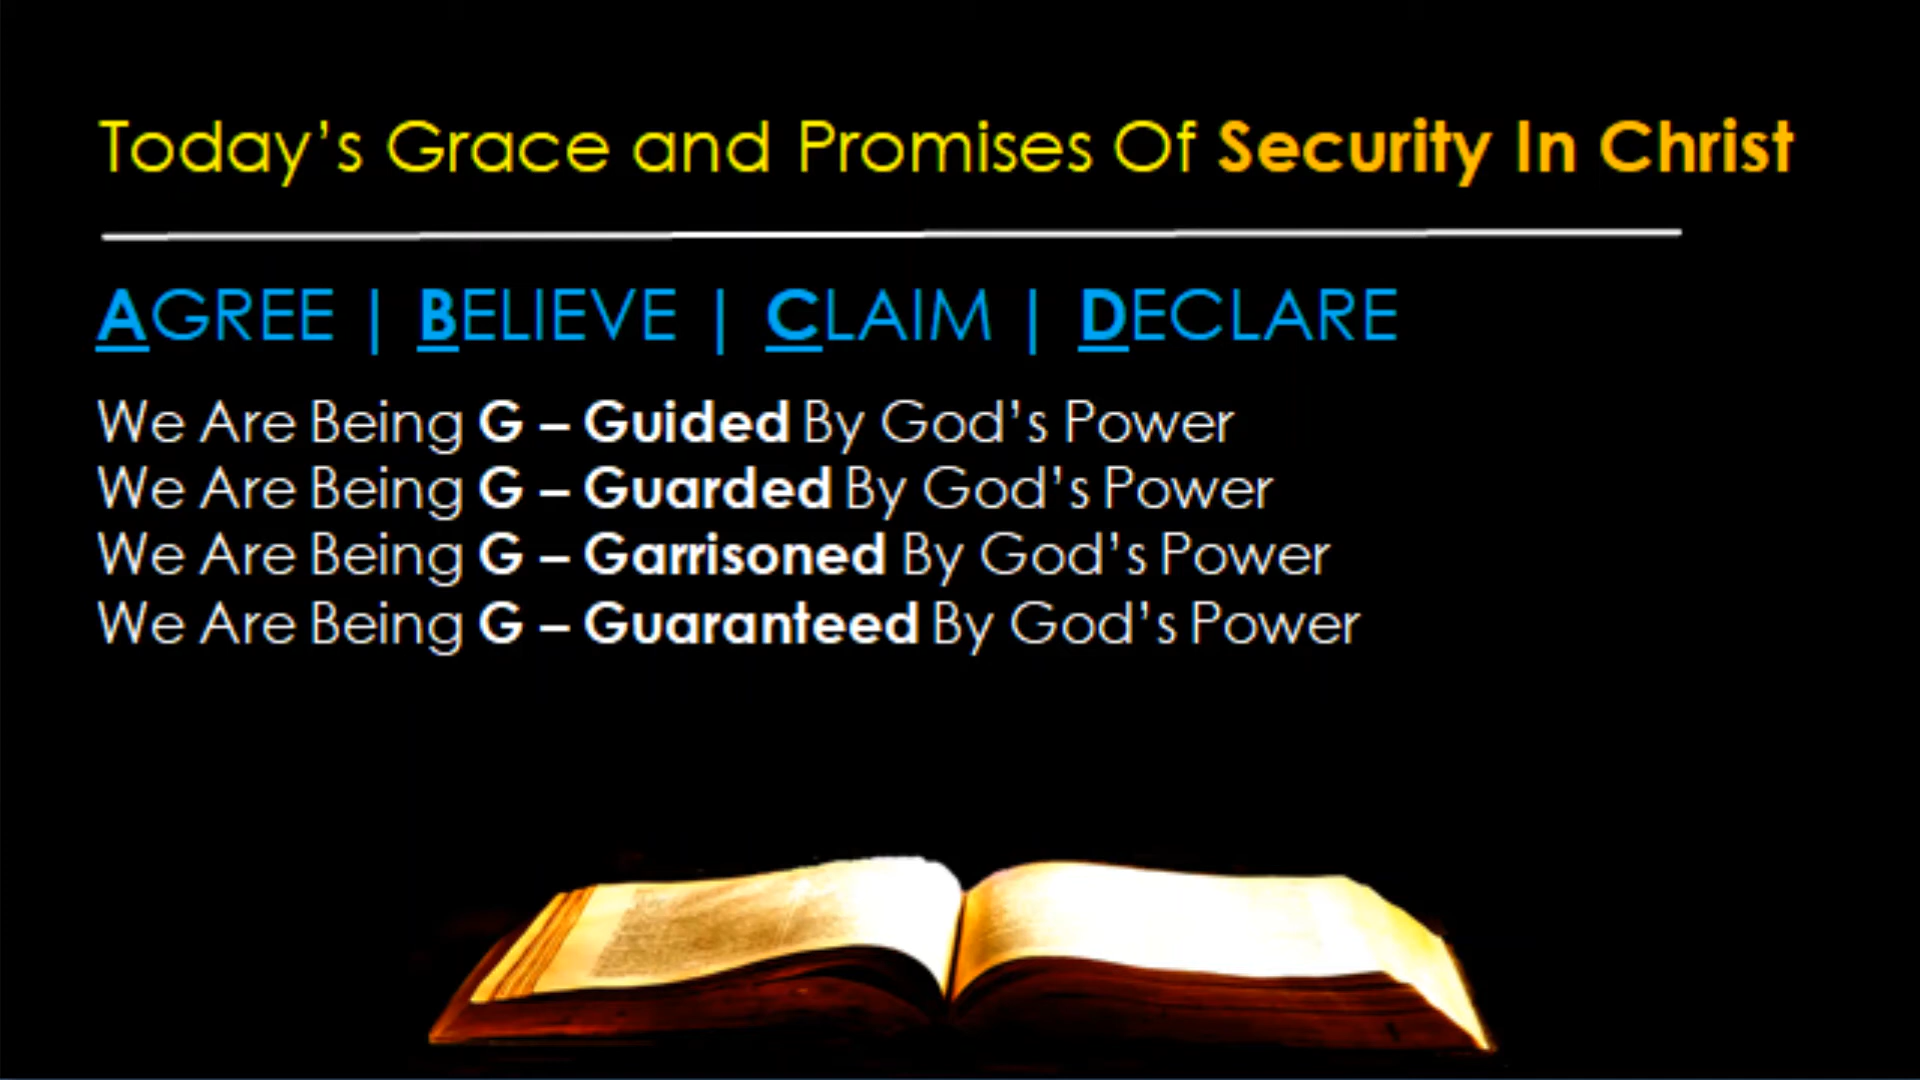 Today’s Grace and Promises Of Security In Christ
AGREE | BELIEVE | CLAIM | DECLARE
We Are Being G – Guided By God’s Power
We Are Being G – Guarded By God’s Power
We Are Being G – Garrisoned By God’s Power
We Are Being G – Guaranteed By God’s Power